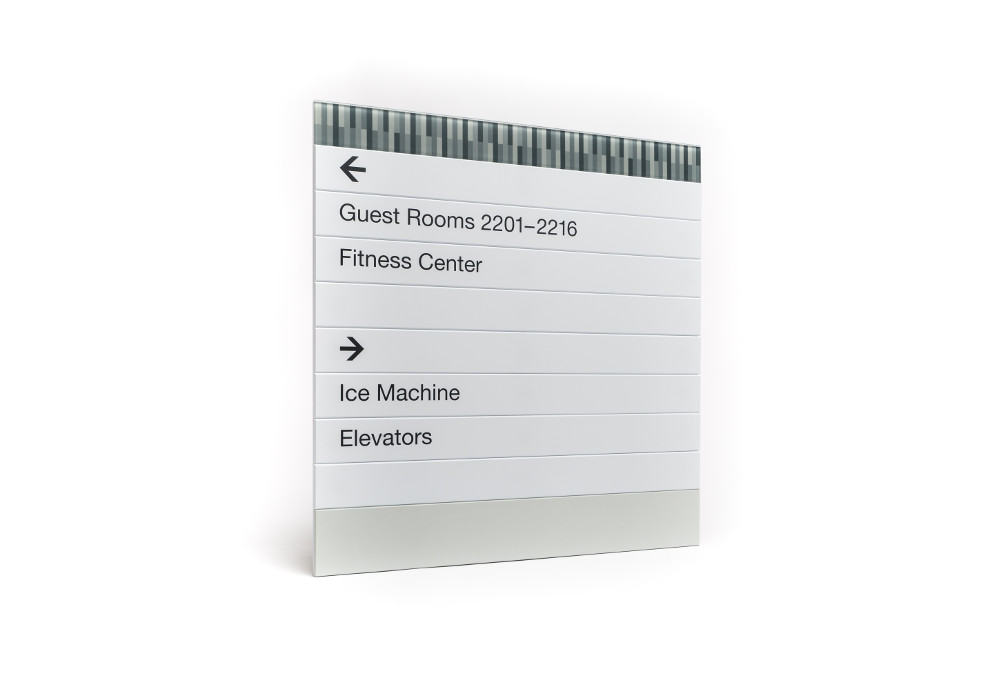 ←
Guest Rooms 2201–2216
Fitness Center
→
Ice Machine
Elevators